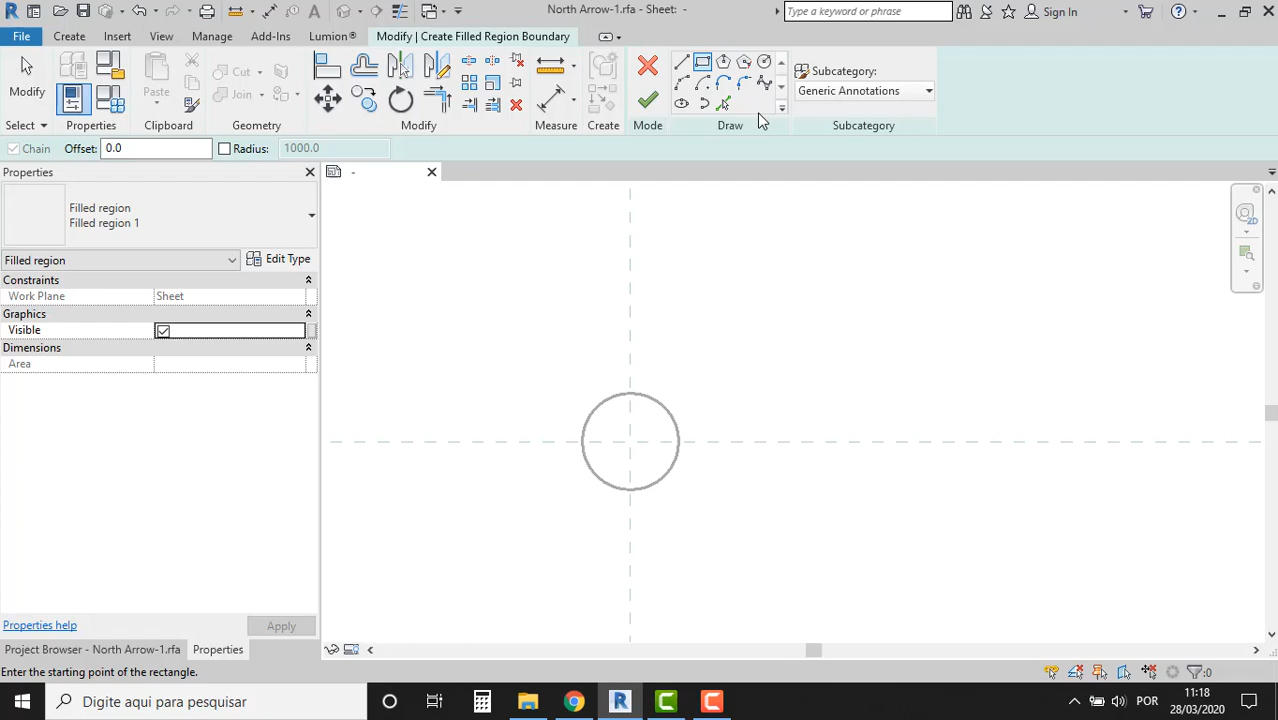 North Arrow-1.rfa - Sheet: -
Type a keyword or phrase
Sign In
File
Create
Insert
View
Manage
Add-Ins
Lumion®
Modify | Create Filled Region Boundary
Modify
Paste
Cut
Join
Subcategory:
Generic Annotations
Select
Properties
Clipboard
Modify
Measure
Create
Mode
Draw
Subcategory
Chain
Offset:
0.0
Radius:
1000.0
Properties
-
Filled region
Filled region 1
Filled region
Edit Type
Constraints
Work Plane
Sheet
Graphics
Visible
Dimensions
Area
2D
Properties help
Apply
Project Browser - North Arrow-1.rfa
Properties
Enter the starting point of the rectangle.
:0
Digite aqui para pesquisar
R
POR
11:18
28/03/2020